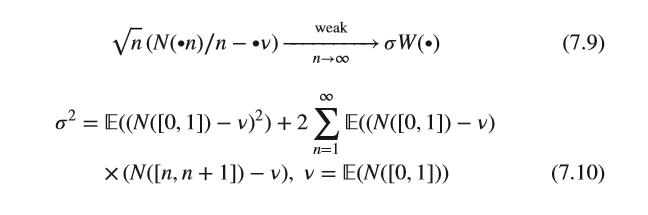 √n (N(•n)/n − •ν) —weak→ n→∞ σW(•) (7.9)
σ² = 𝔼((N([0, 1]) − ν)²) + 2 ∑_{n=1}^{∞} 𝔼((N([0, 1]) − ν)
×(N([n, n + 1]) − ν), ν = 𝔼(N([0, 1])) (7.10)